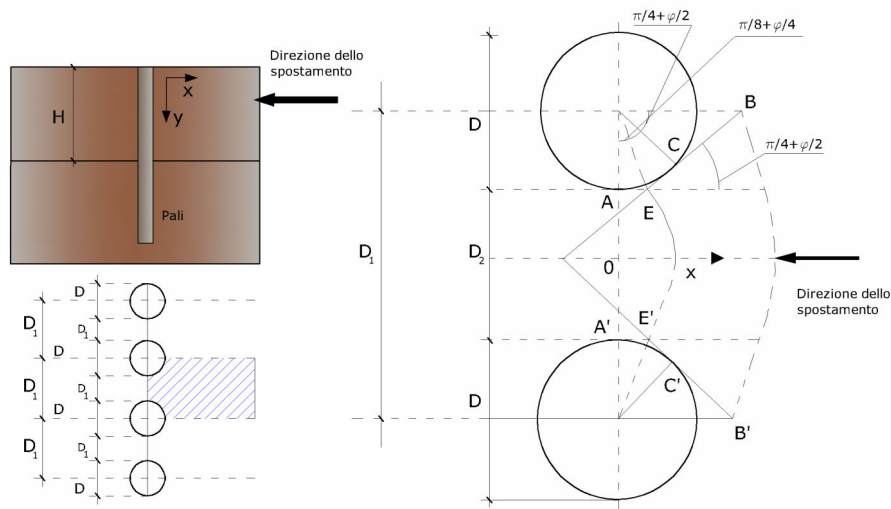 Direzione dello
spostamento
H
x
y
Pali
D
D1
D1
D
D1
D1
D
D1
D1
D
π/4+φ/2
π/8+φ/4
D
B
C
π/4+φ/2
A
E
D1
D2
0
x
Direzione dello
spostamento
A'
E'
D
C'
B'